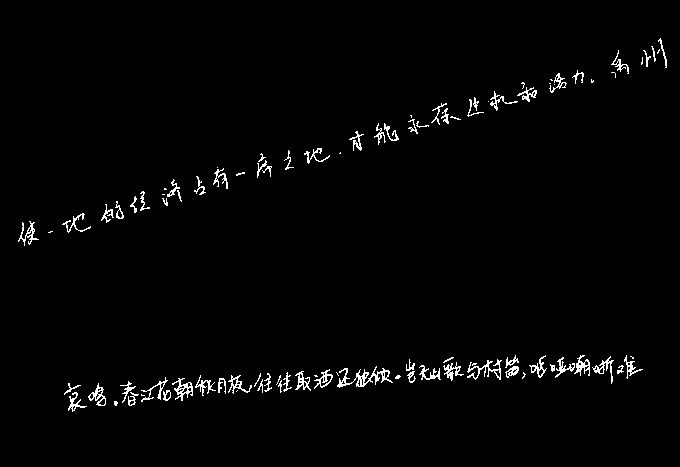 使一地的经济占有一席之地，才能永葆生机和活力。禹州
哀鸣。春江花朝秋月夜，往往取酒还独倾。岂无山歌与村笛，呕哑嘲哳难